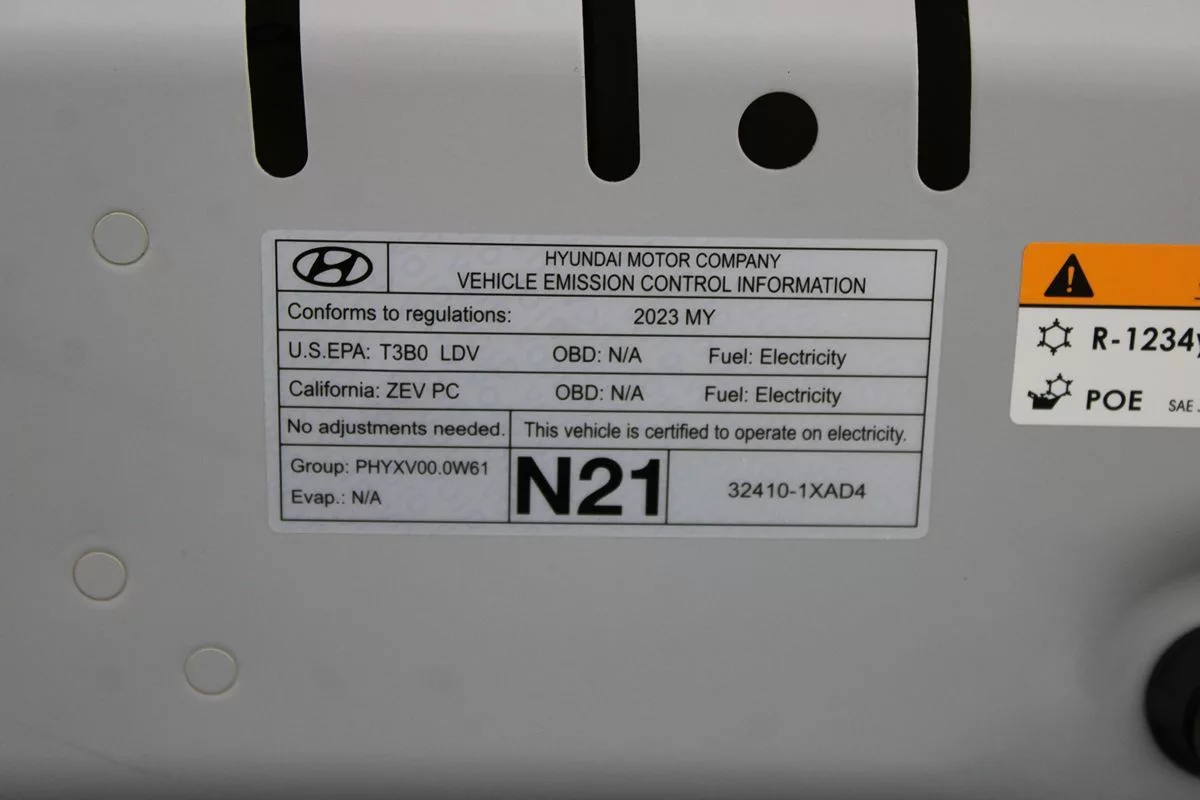 HYUNDAI MOTOR COMPANY
VEHICLE EMISSION CONTROL INFORMATION
Conforms to regulations: 2023 MY
U.S.EPA: T3B0 LDV OBD: N/A Fuel: Electricity
California: ZEV PC OBD: N/A Fuel: Electricity
No adjustments needed. This vehicle is certified to operate on electricity.
Group: PHYXV00.0W61
Evap.: N/A
N21
32410-1XAD4
R-1234y
POE SAE